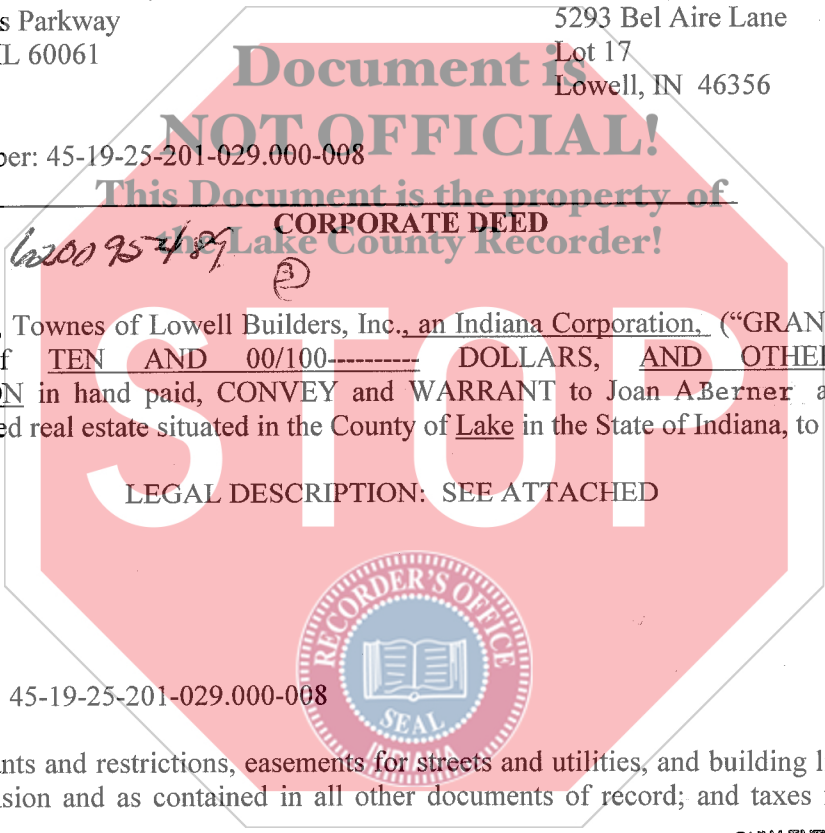 s Parkway
L 60061
5293 Bel Aire Lane
Lot 17
Lowell, IN 46356
Document is
NOT OFFICIAL!
This Document is the property of
the Lake County Recorder!
ber: 45-19-25-201-029.000-008
CORPORATE DEED
, Townes of Lowell Builders, Inc., an Indiana Corporation, (“GRAN
f TEN AND 00/100---------- DOLLARS, AND OTHER
ON in hand paid, CONVEY and WARRANT to Joan A.Berner a
ed real estate situated in the County of Lake in the State of Indiana, to
STOP
LEGAL DESCRIPTION: SEE ATTACHED
RECORDER'S OFFICE
SEAL
INDIANA
45-19-25-201-029.000-008
nts and restrictions, easements for streets and utilities, and building l
sion and as contained in all other documents of record; and taxes